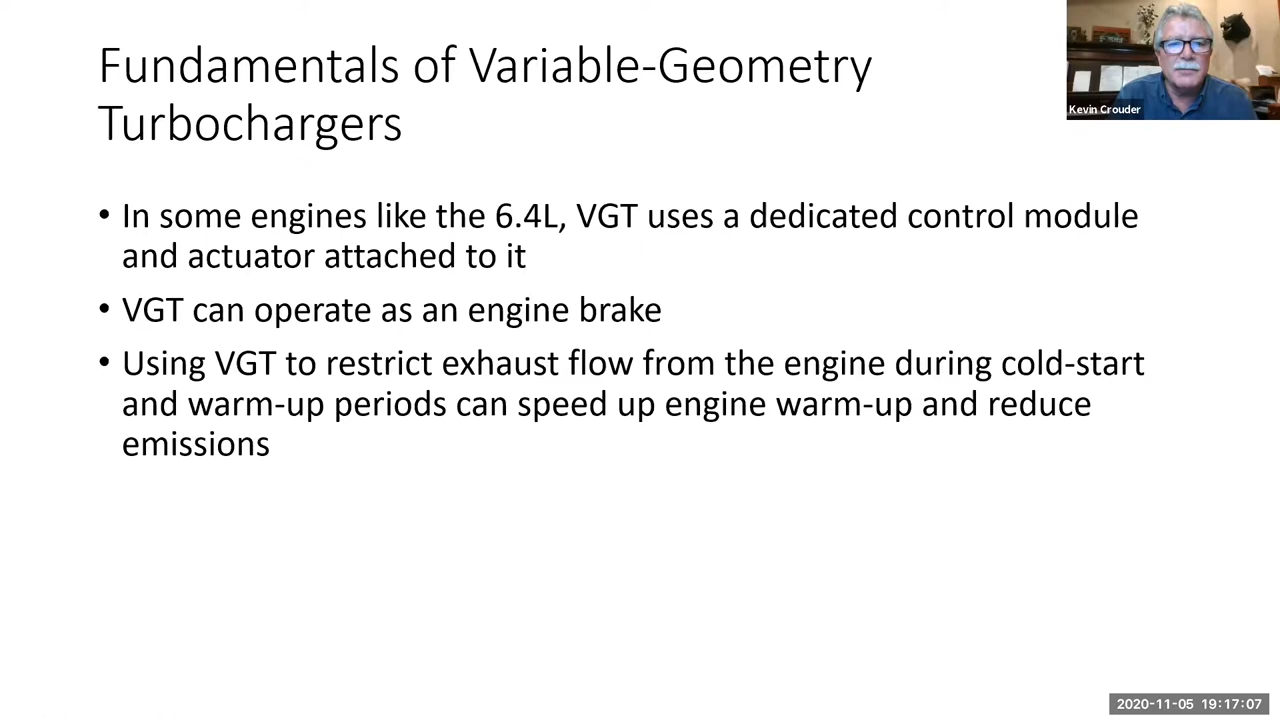 Fundamentals of Variable-Geometry
Turbochargers
Kevin Crouder
• In some engines like the 6.4L, VGT uses a dedicated control module
and actuator attached to it
• VGT can operate as an engine brake
• Using VGT to restrict exhaust flow from the engine during cold-start
and warm-up periods can speed up engine warm-up and reduce
emissions
2020-11-05 19:17:07